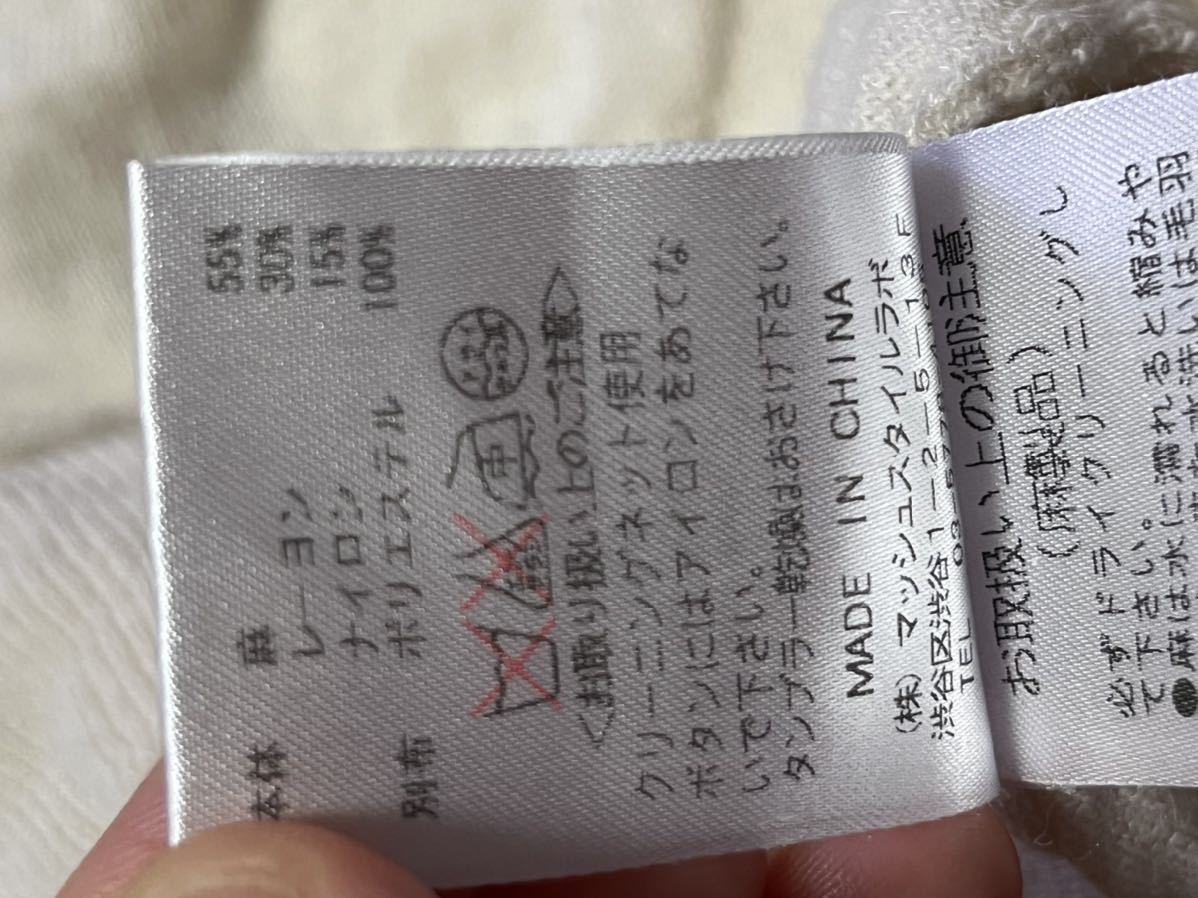 本体 麻 55%
レーヨン 30%
ナイロン 15%
別布 ポリエステル 100%
中
<お取り扱い上のご注意>
クリーニングネット使用
ボタンにはアイロンをあてな
いで下さい。
タンブラー乾燥はおさけ下さい。
MADE IN CHINA
(株) マッシュスタイルラボ
渋谷区渋谷1-2-5-13F
TEL
お取扱い上の御注意
(麻製品)
必ずドライクリーニングし
て下さい。
●麻は水に濡れると縮みや